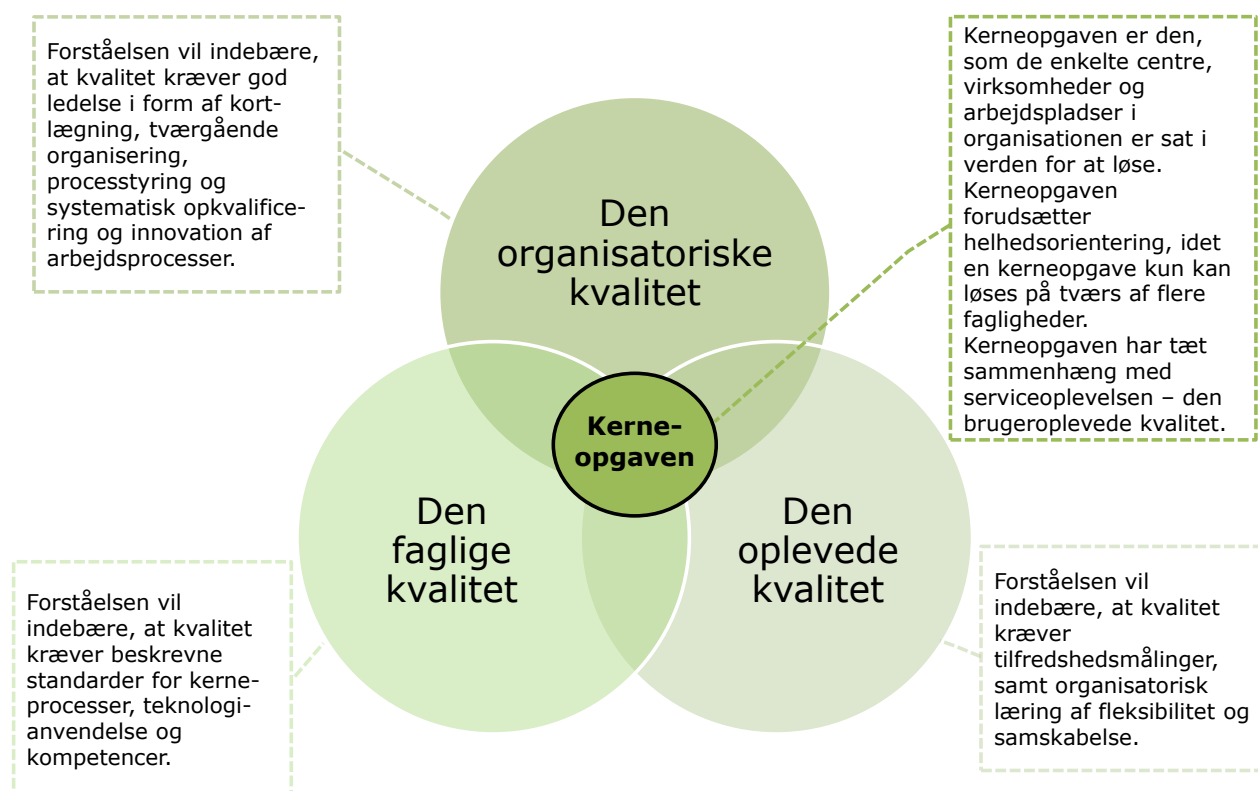 Forståelsen vil indebære,
at kvalitet kræver god
ledelse i form af kort-
lægning, tværgående
organisering,
processtyring og
systematisk opkvalifice-
ring og innovation af
arbejdsprocesser.
Kerneopgaven er den,
som de enkelte centre,
virksomheder og
arbejdspladser i
organisationen er sat i
verden for at løse.
Kerneopgaven
forudsætter
helhedsorientering, idet
en kerneopgave kun kan
løses på tværs af flere
fagligheder.
Kerneopgaven har tæt
sammenhæng med
serviceoplevelsen – den
brugeroplevede kvalitet.
Den
organisatoriske
kvalitet
Kerne-
opgaven
Den
faglige
kvalitet
Den
oplevede
kvalitet
Forståelsen vil
indebære, at kvalitet
kræver beskrevne
standarder for kerne-
processer, teknologi-
anvendelse og
kompetencer.
Forståelsen vil
indebære, at kvalitet
kræver
tilfredshedsmålinger,
samt organisatorisk
læring af fleksibilitet og
samskabelse.